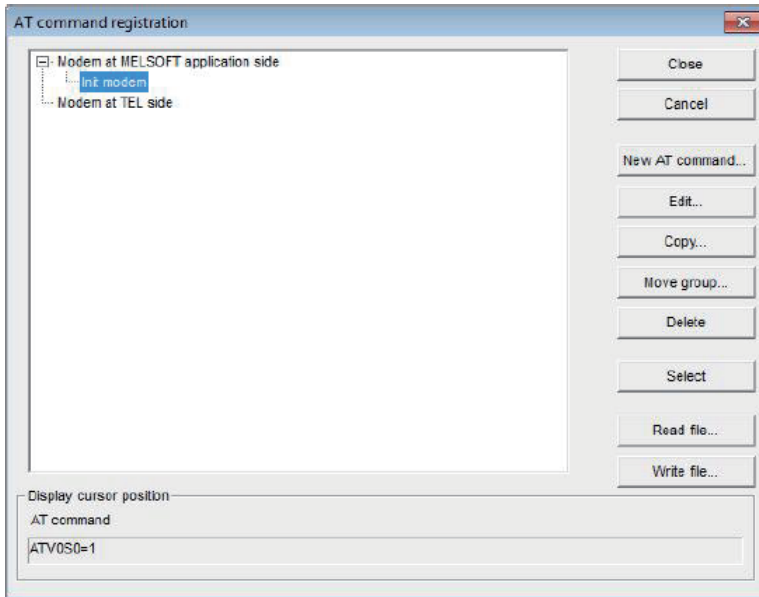 AT command registration
Modem at MELSOFT application side
Init modem
Modem at TEL side
Close
Cancel
New AT command...
Edit...
Copy...
Move group...
Delete
Select
Read file...
Write file...
Display cursor position
AT command
ATV0S0=1